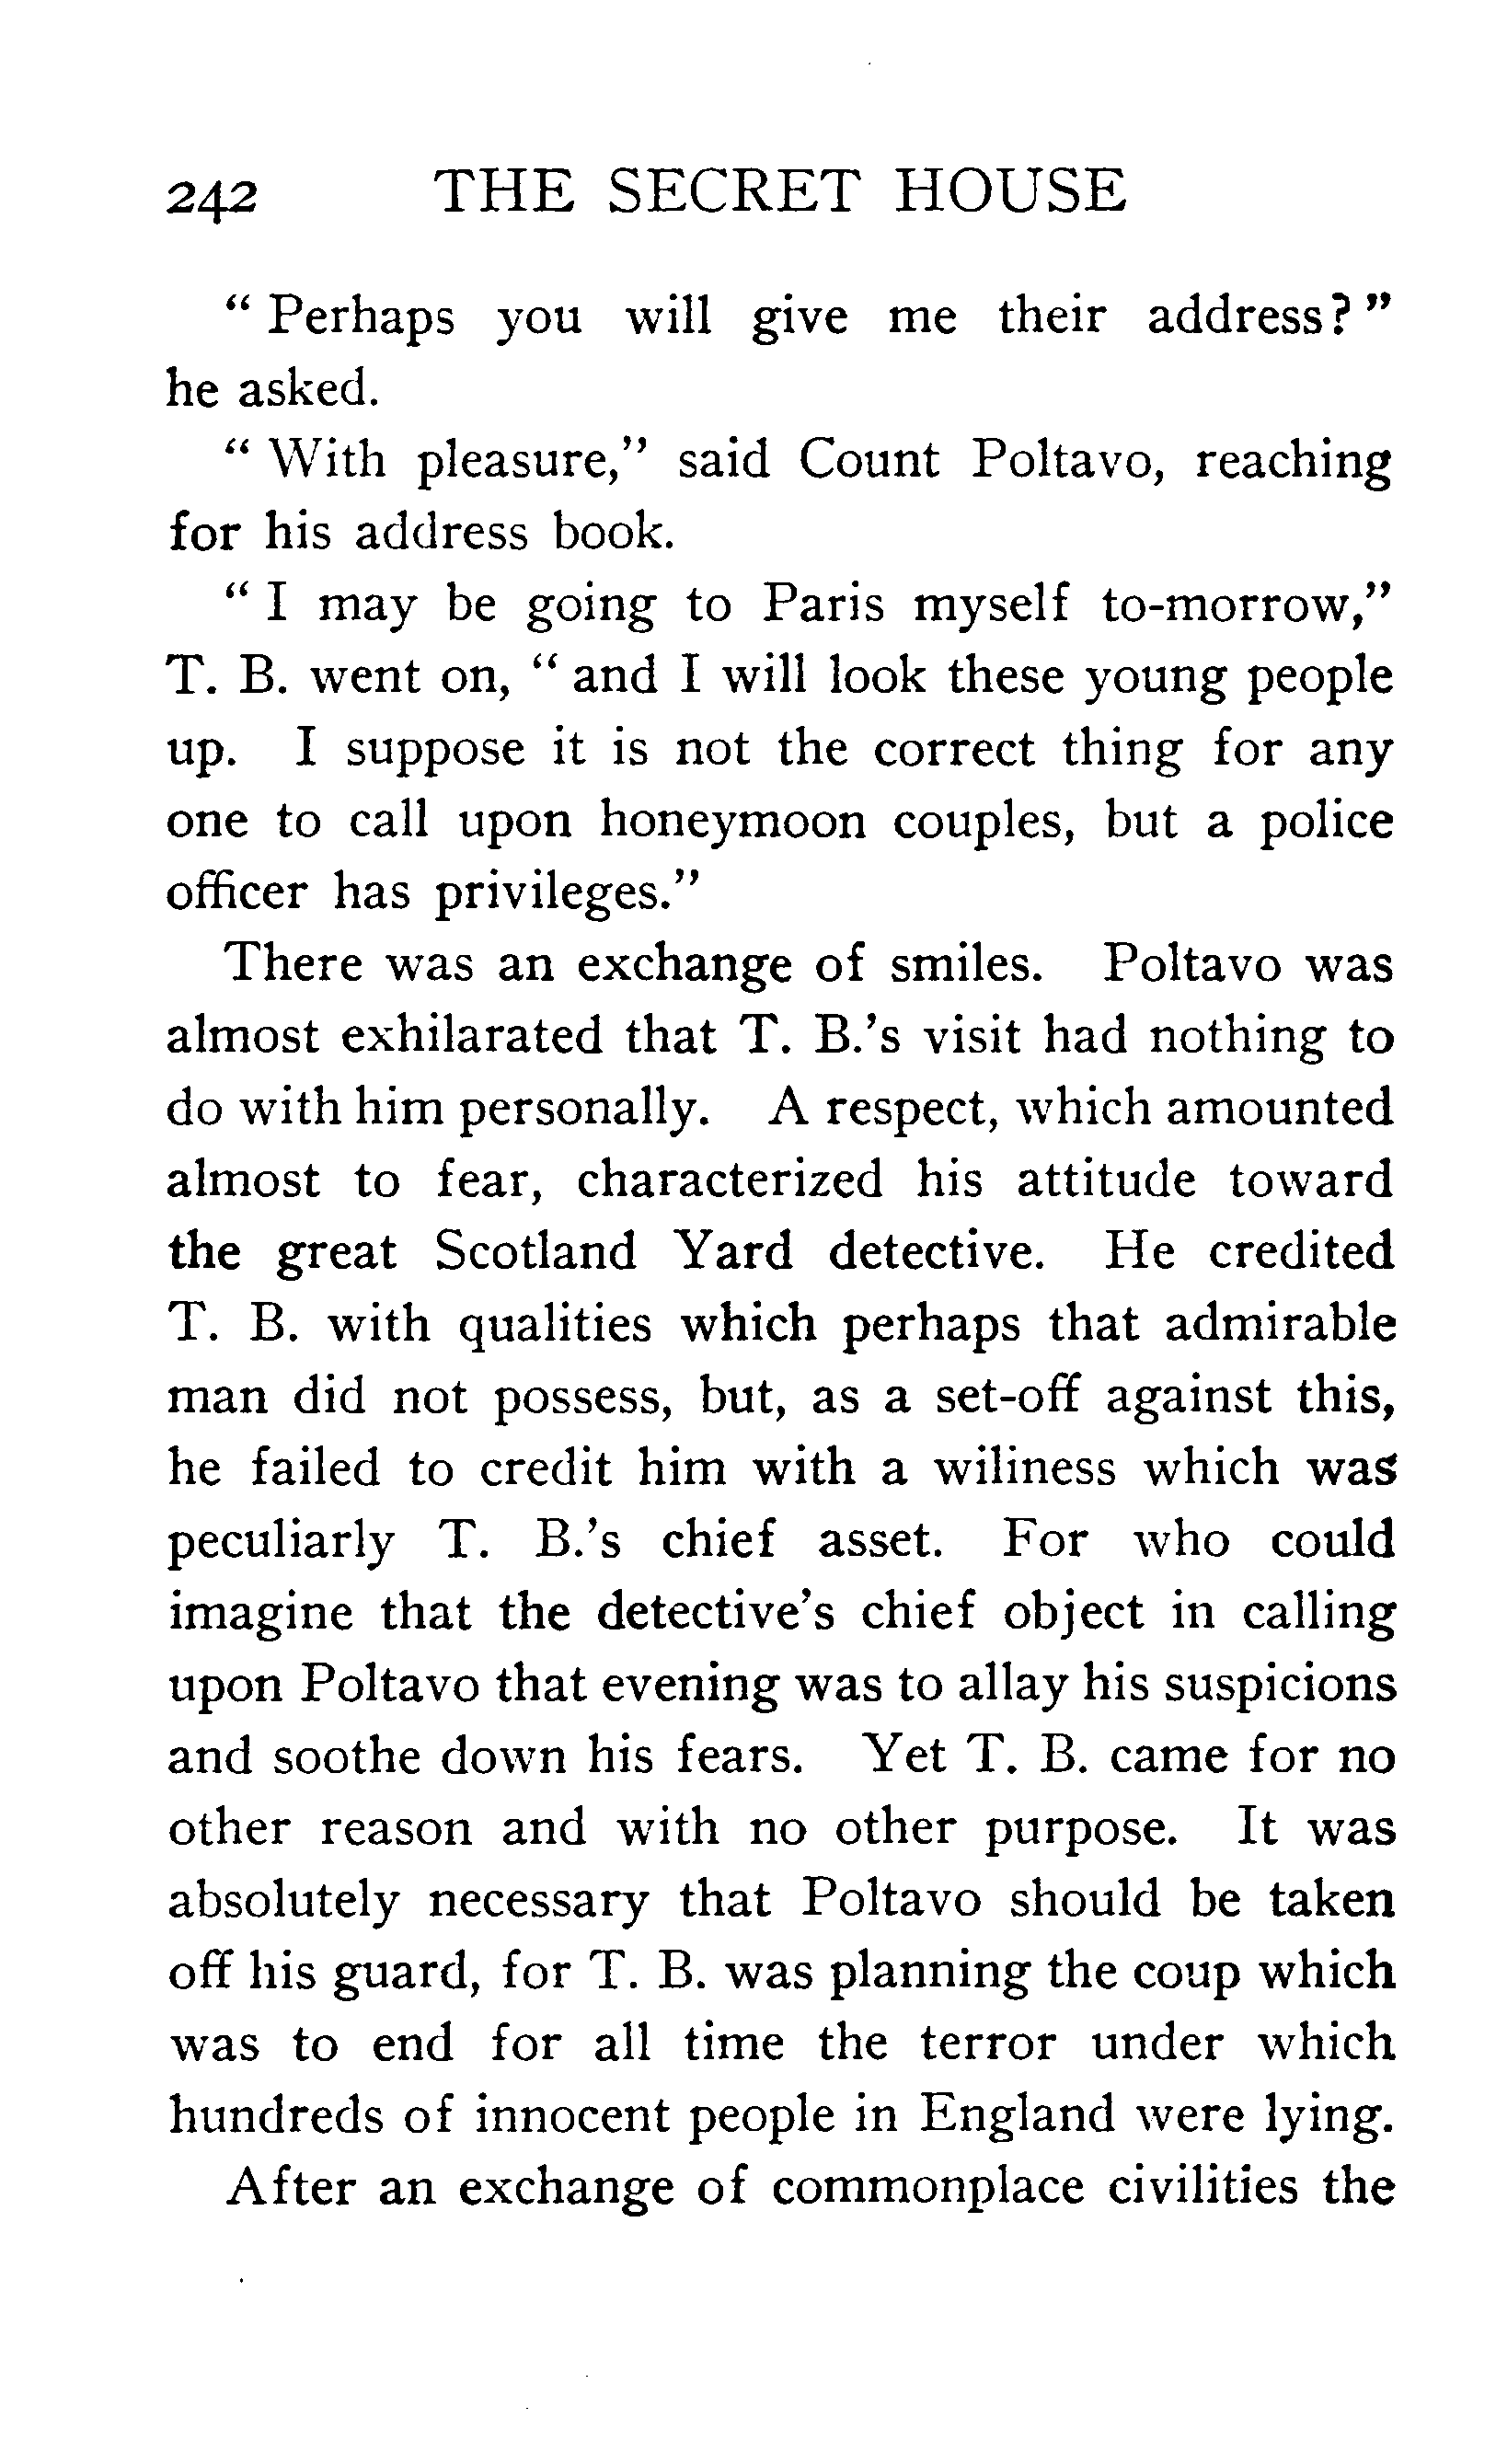 242 THE SECRET HOUSE
" Perhaps you will give me their address? "
he asked.
" With pleasure," said Count Poltavo, reaching
for his address book.
" I may be going to Paris myself to-morrow,"
T. B. went on, " and I will look these young people
up. I suppose it is not the correct thing for any
one to call upon honeymoon couples, but a police
officer has privileges."
There was an exchange of smiles. Poltavo was
almost exhilarated that T. B.'s visit had nothing to
do with him personally. A respect, which amounted
almost to fear, characterized his attitude toward
the great Scotland Yard detective. He credited
T. B. with qualities which perhaps that admirable
man did not possess, but, as a set-off against this,
he failed to credit him with a wiliness which was
peculiarly T. B.'s chief asset. For who could
imagine that the detective's chief object in calling
upon Poltavo that evening was to allay his suspicions
and soothe down his fears. Yet T. B. came for no
other reason and with no other purpose. It was
absolutely necessary that Poltavo should be taken
off his guard, for T. B. was planning the coup which
was to end for all time the terror under which
hundreds of innocent people in England were lying.
After an exchange of commonplace civilities the